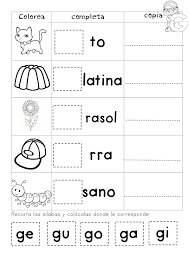 Colorea completa copia
to
latina
rasol
rra
sano
Recorta las sílabas y colócalas donde le corresponde:
ge gu go ga gi